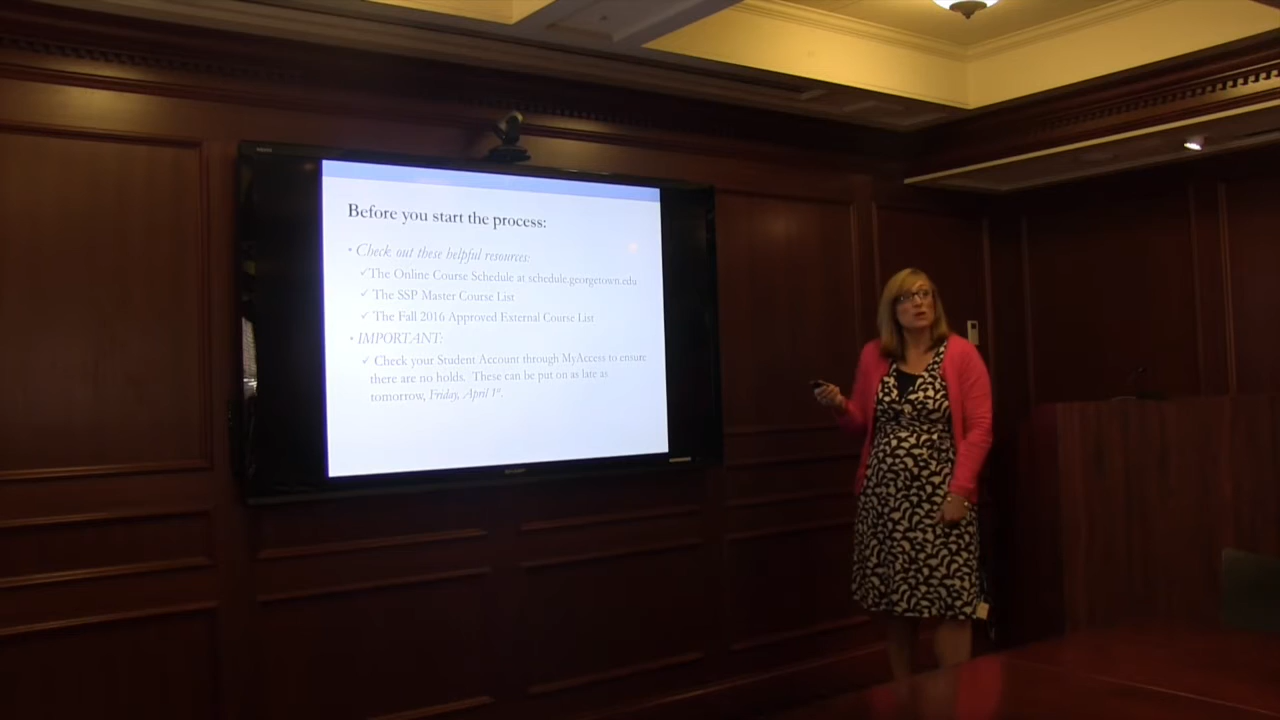 Before you start the process:
• Check out these helpful resources:
✓The Online Course Schedule at schedule.georgetown.edu
✓ The SSP Master Course List
✓ The Fall 2016 Approved External Course List
• IMPORTANT:
✓ Check your Student Account through MyAccess to ensure
there are no holds. These can be put on as late as
tomorrow, Friday, April 1st.